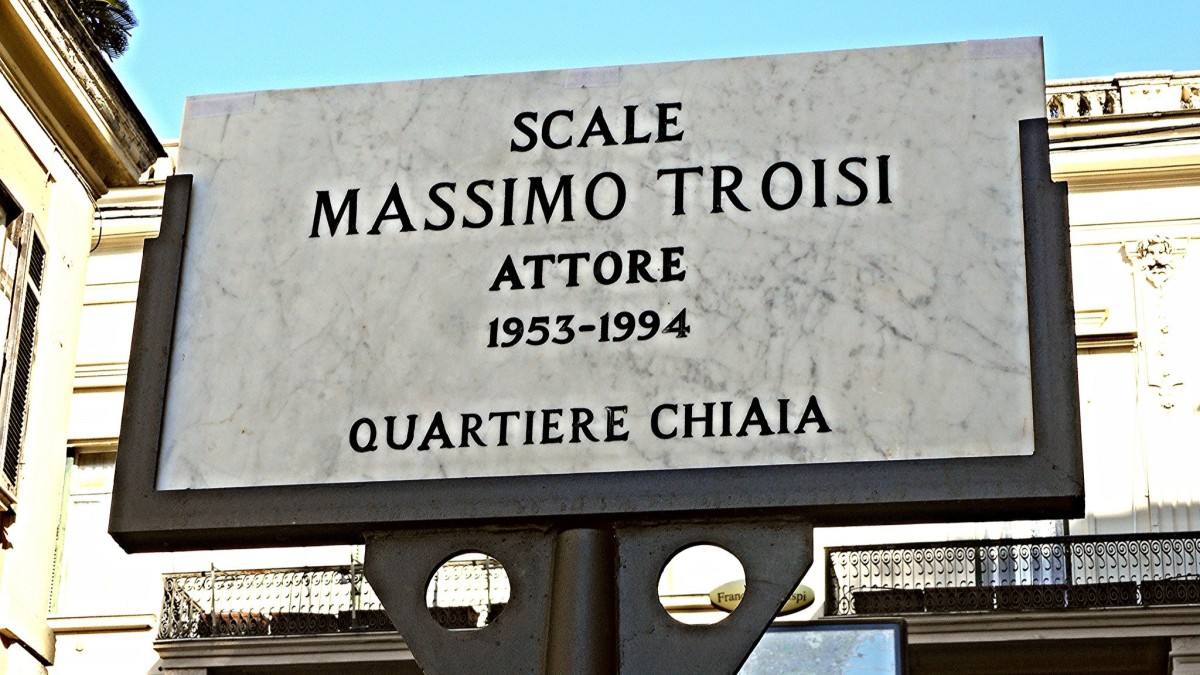 SCALE
MASSIMO TROISI
ATTORE
1953-1994
QUARTIERE CHIAIA